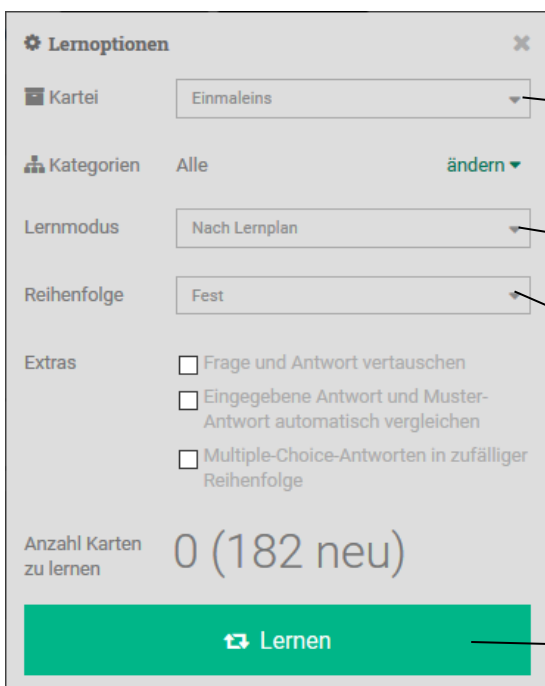 Lernoptionen
Kartei Einmaleins
Kategorien Alle ändern
Lernmodus Nach Lernplan
Reihenfolge Fest
Extras Frage und Antwort vertauschen
Eingegebene Antwort und Muster-
Antwort automatisch vergleichen
Multiple-Choice-Antworten in zufälliger
Reihenfolge
Anzahl Karten
zu lernen
0 (182 neu)
Lernen